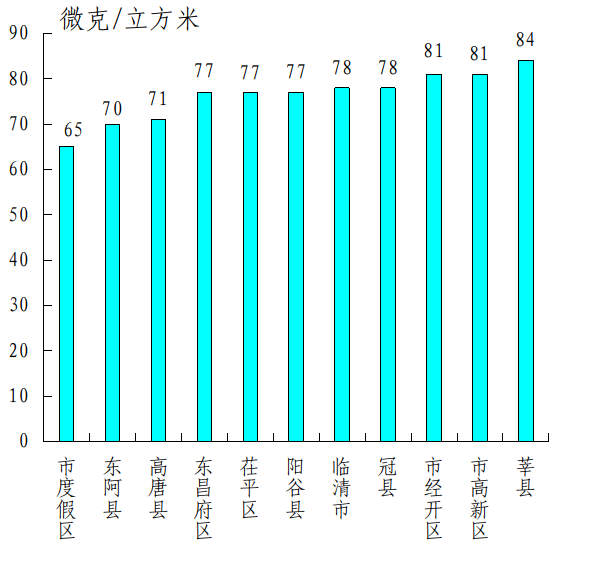 微克/立方米
90
80
70
60
50
40
30
20
10
0
65
70
71
77
77
77
78
78
81
81
84
市度假区
东阿县
高唐县
东昌府区
茌平区
阳谷县
临清市
冠县
市经开区
市高新区
莘县